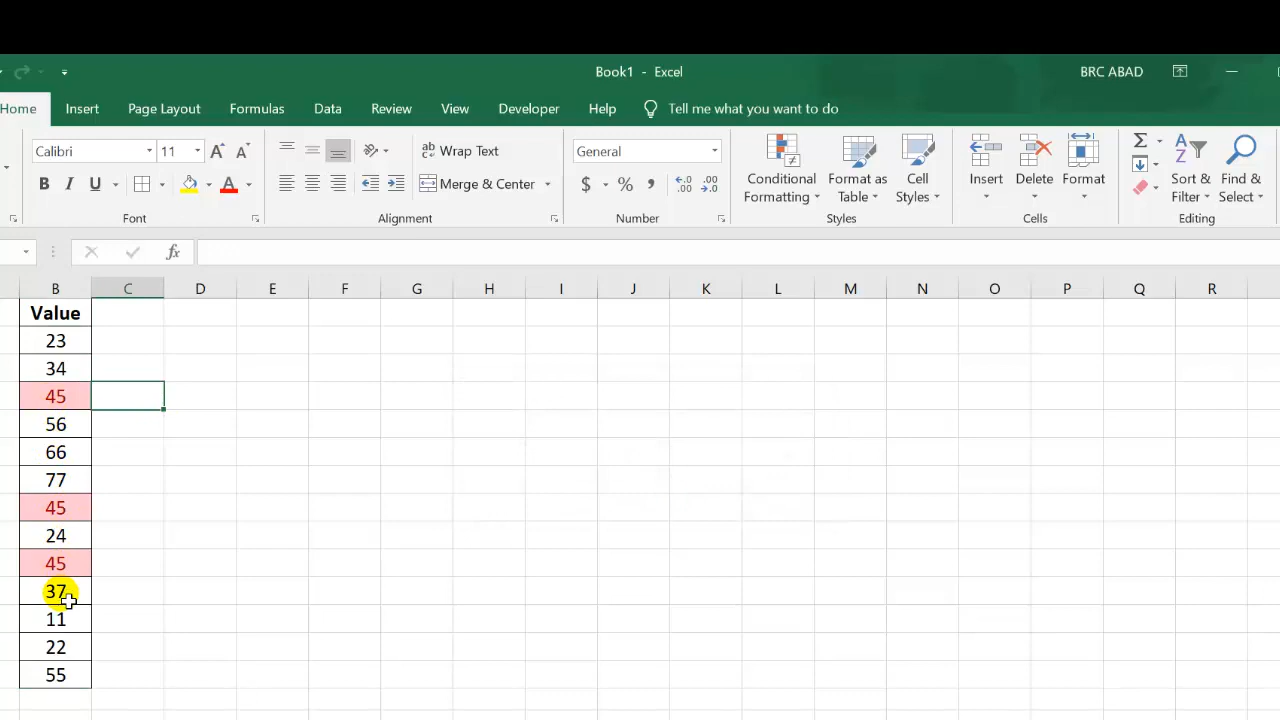 Book1 - Excel
BRC ABAD
Home Insert Page Layout Formulas Data Review View Developer Help Tell me what you want to do
Calibri 11 A A ab Wrap Text General
B I U A Merge & Center $ % , .00 .0
Conditional Formatting
Format as Table
Cell Styles
Insert Delete Format
Sort & Filter
Find & Select
Font Alignment Number Styles Cells Editing
fx
B C D E F G H I J K L M N O P Q R
Value
23
34
45
56
66
77
45
24
45
37
11
22
55